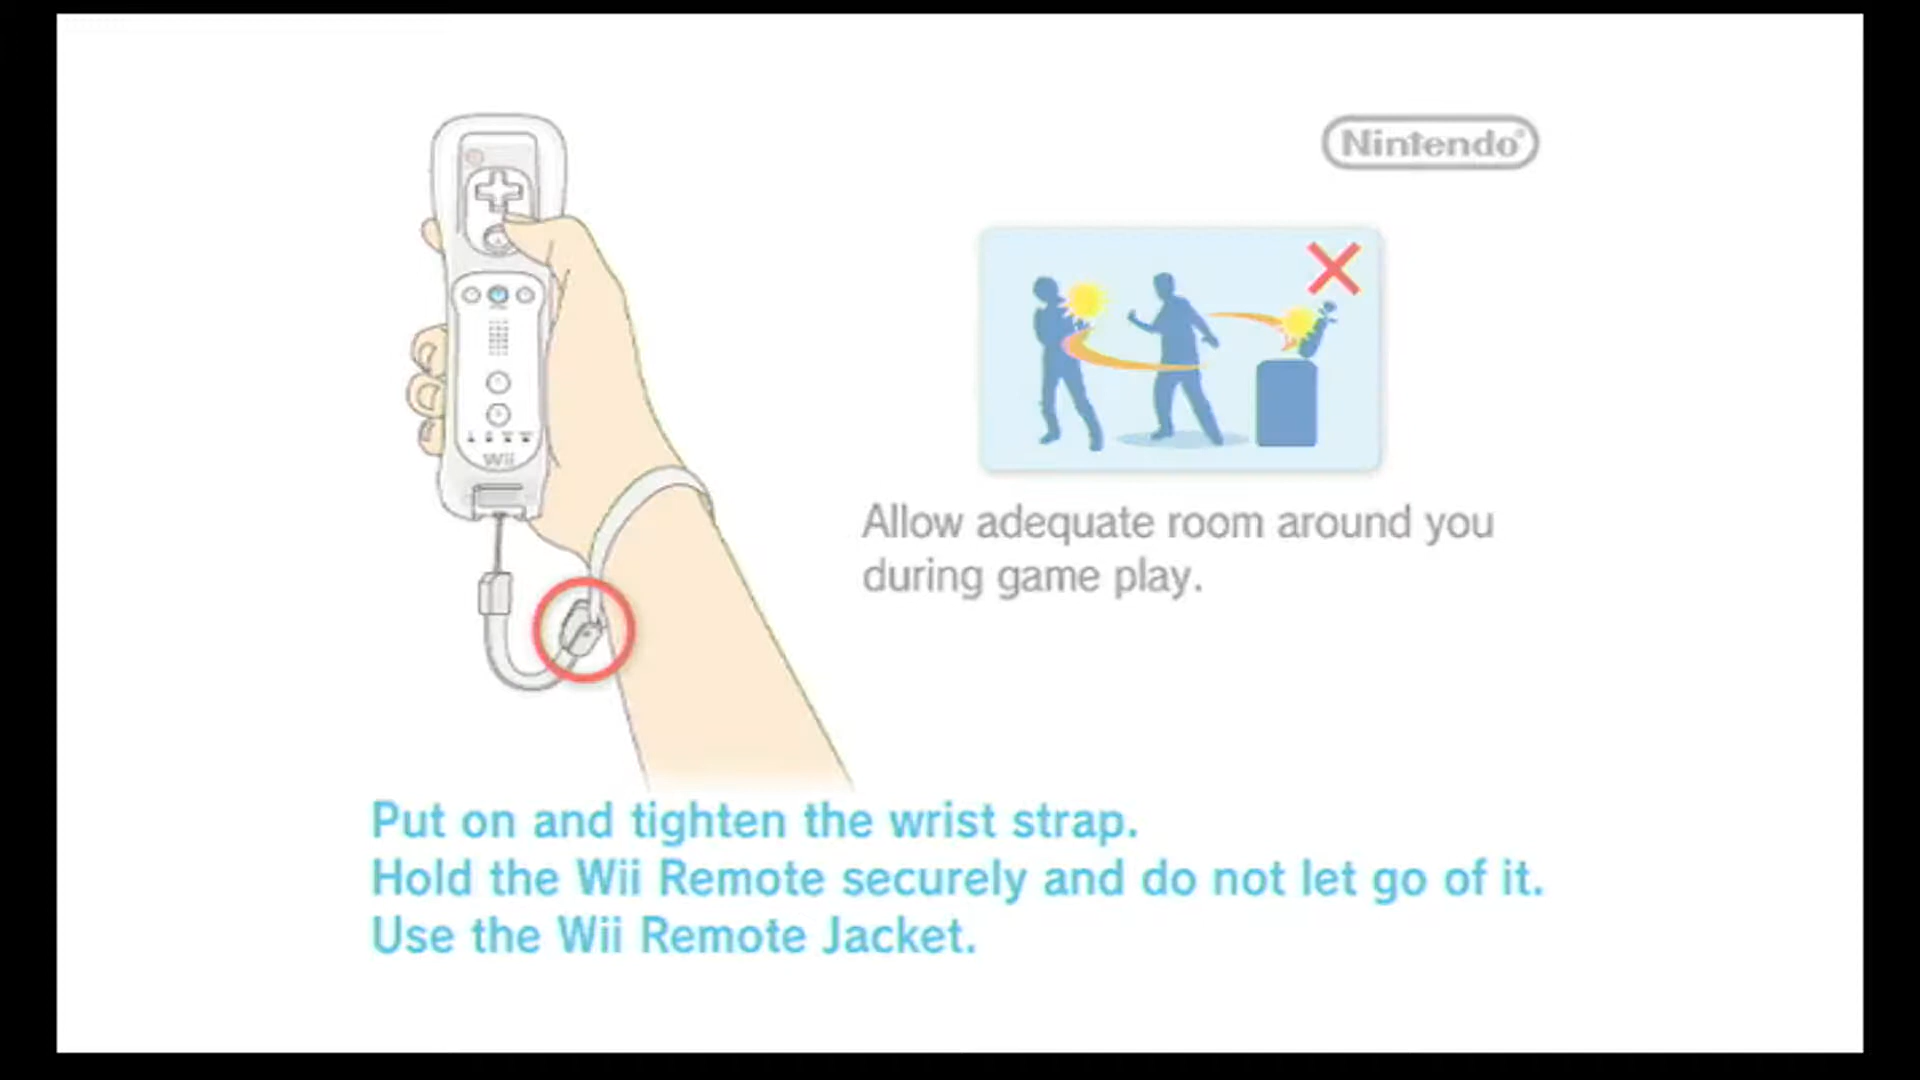 Nintendo®
Wii
Allow adequate room around you
during game play.
Put on and tighten the wrist strap.
Hold the Wii Remote securely and do not let go of it.
Use the Wii Remote Jacket.